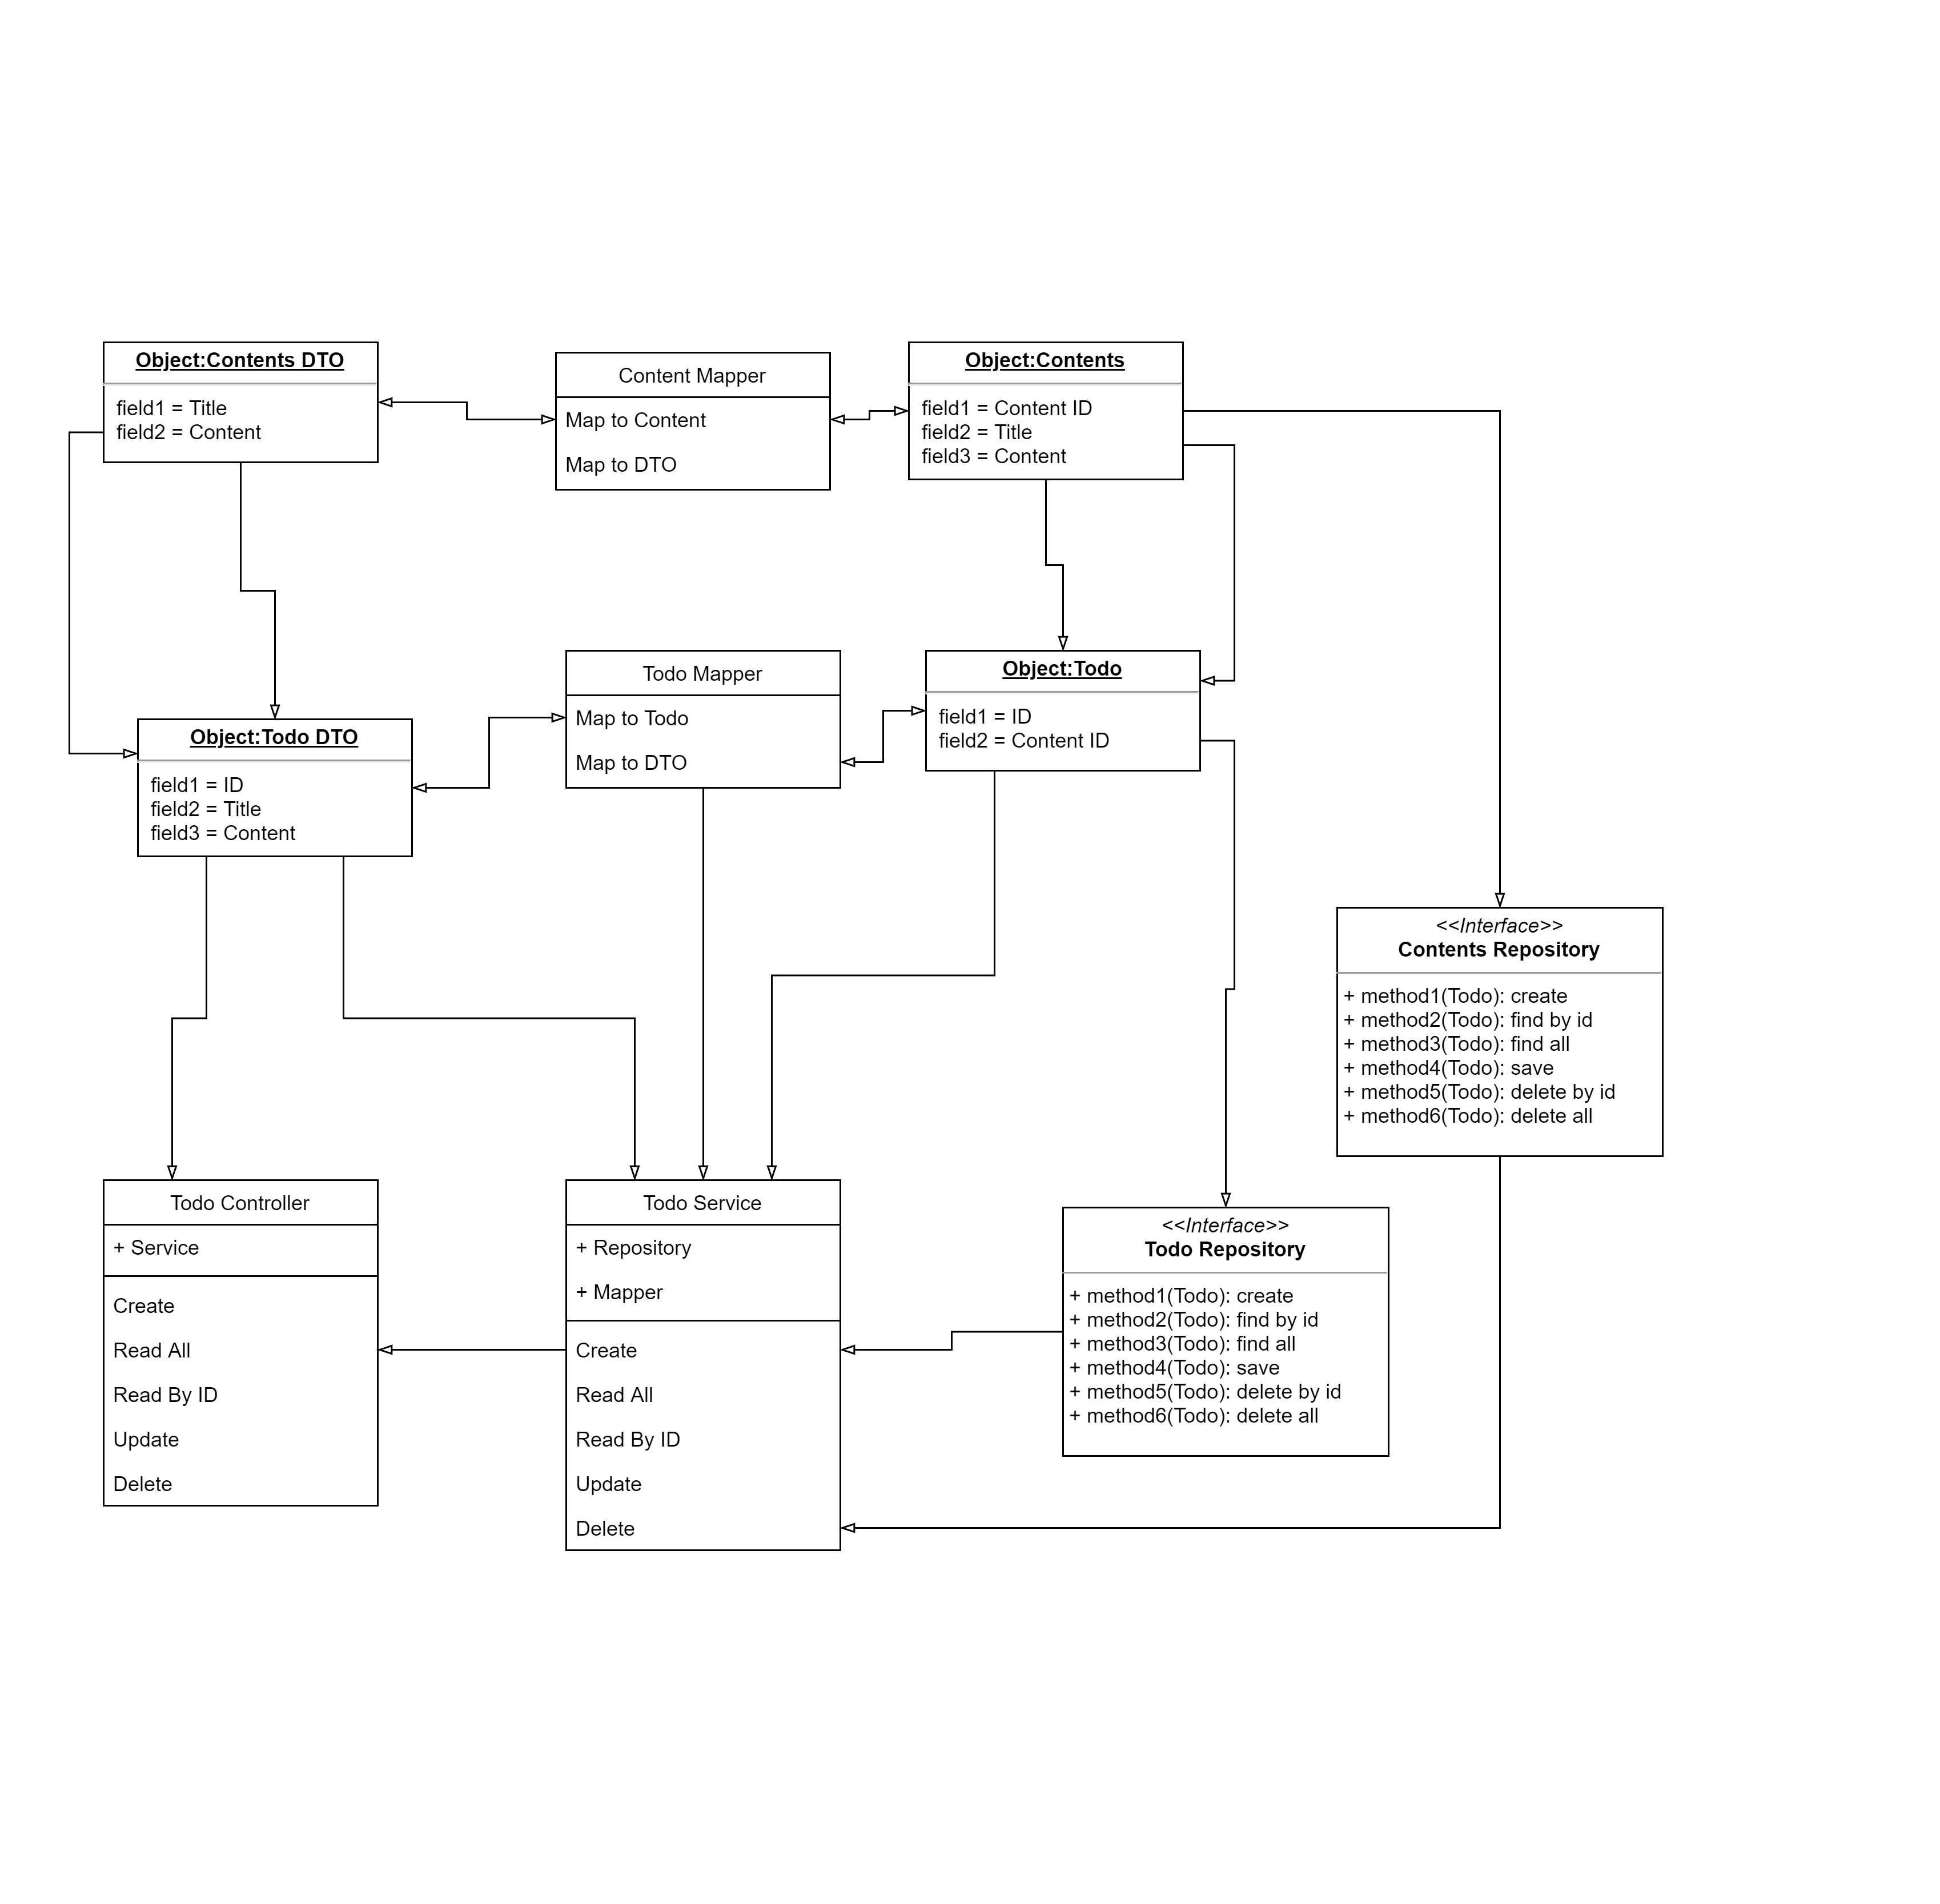 Object:Contents DTO
field1 = Title
field2 = Content
Content Mapper
Map to Content
Map to DTO
Object:Contents
field1 = Content ID
field2 = Title
field3 = Content
Todo Mapper
Map to Todo
Map to DTO
Object:Todo
field1 = ID
field2 = Content ID
Object:Todo DTO
field1 = ID
field2 = Title
field3 = Content
<<Interface>>
Contents Repository
+ method1(Todo): create
+ method2(Todo): find by id
+ method3(Todo): find all
+ method4(Todo): save
+ method5(Todo): delete by id
+ method6(Todo): delete all
Todo Controller
+ Service
Create
Read All
Read By ID
Update
Delete
Todo Service
+ Repository
+ Mapper
Create
Read All
Read By ID
Update
Delete
<<Interface>>
Todo Repository
+ method1(Todo): create
+ method2(Todo): find by id
+ method3(Todo): find all
+ method4(Todo): save
+ method5(Todo): delete by id
+ method6(Todo): delete all